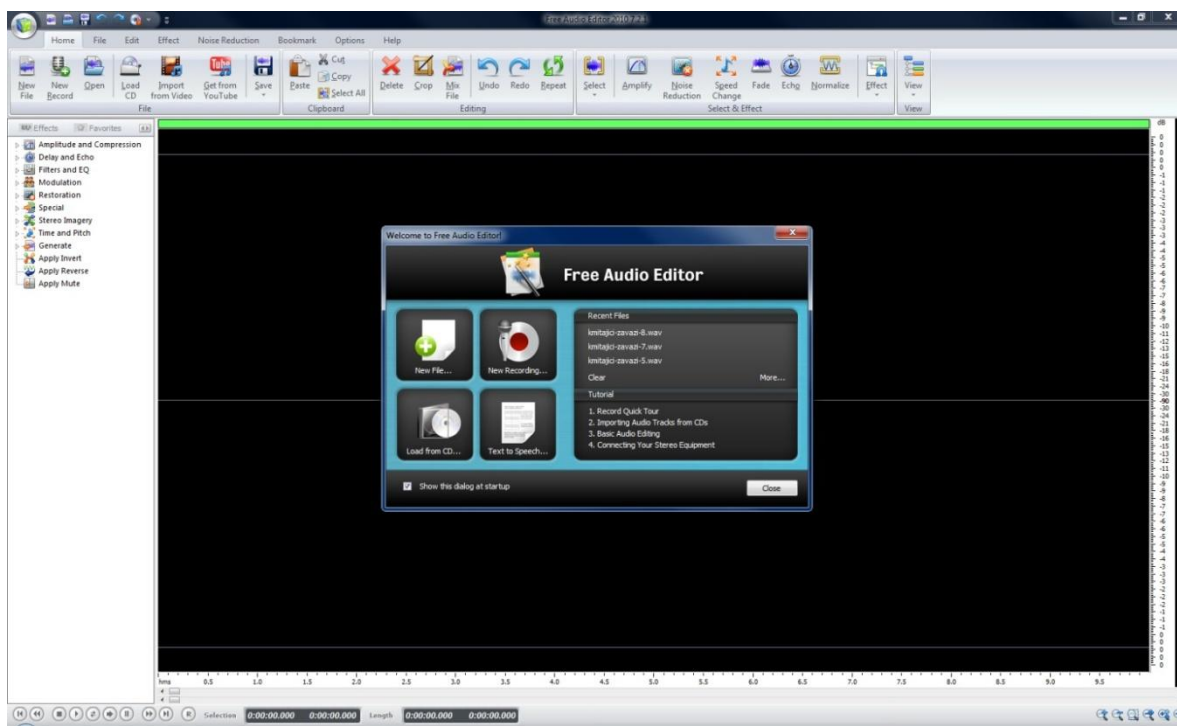 Free Audio Editor 2010 7.2.1
Home File Edit Effect Noise Reduction Bookmark Options Help
New File
New Record
Open
Load CD
Import from Video
Get from YouTube
Save
Paste
Cut
Copy
Select All
Delete
Crop
Mix File
Undo
Redo
Repeat
Select
Amplify
Noise Reduction
Speed Change
Fade
Echo
Normalize
Effect
View
File Clipboard Editing Select & Effect View
Effects Favorites
Amplitude and Compression
Delay and Echo
Filters and EQ
Modulation
Restoration
Special
Stereo Imagery
Time and Pitch
Generate
Apply Invert
Apply Reverse
Apply Mute
Welcome to Free Audio Editor!
Free Audio Editor
New File...
New Recording...
Load from CD...
Text to Speech...
Recent Files
kmitajici-zavazi-8.wav
kmitajici-zavazi-7.wav
kmitajici-zavazi-5.wav
Clear More...
Tutorial
1. Record Quick Tour
2. Importing Audio Tracks from CDs
3. Basic Audio Editing
4. Connecting Your Stereo Equipment
Show this dialog at startup
Close
dB
hms 0.5 1.0 1.5 2.0 2.5 3.0 3.5 4.0 4.5 5.0 5.5 6.0 6.5 7.0 7.5 8.0 8.5 9.0 9.5
Selection 0:00:00.000 0:00:00.000 Length 0:00:00.000 0:00:00.000